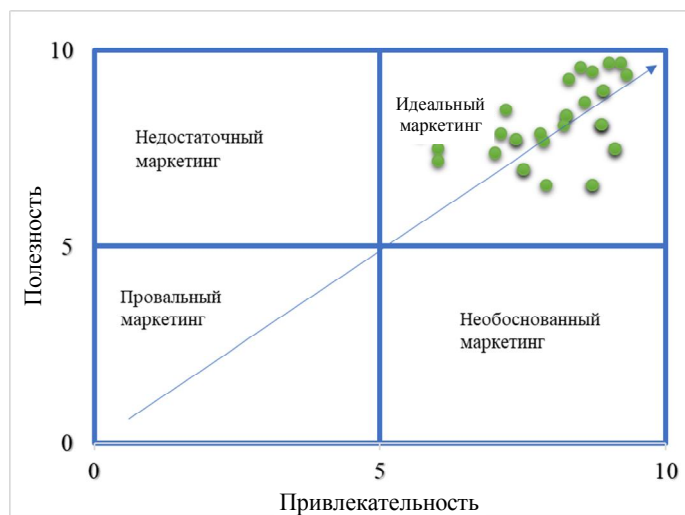 10
Идеальный
маркетинг
Недостаточный
маркетинг
Полезность
5
Провальный
маркетинг
Необоснованный
маркетинг
0
0
5
10
Привлекательность